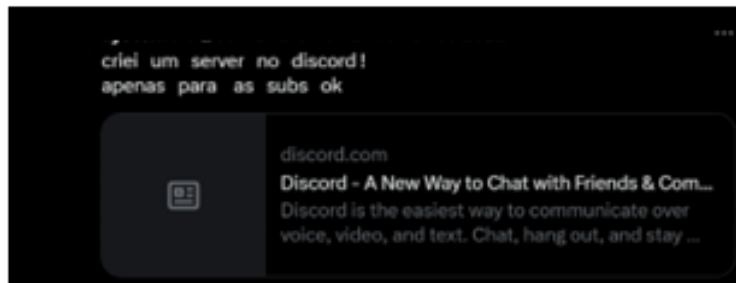 criei um server no discord!
apenas para as subs ok
discord.com
Discord - A New Way to Chat with Friends & Com...
Discord is the easiest way to communicate over
voice, video, and text. Chat, hang out, and stay ...